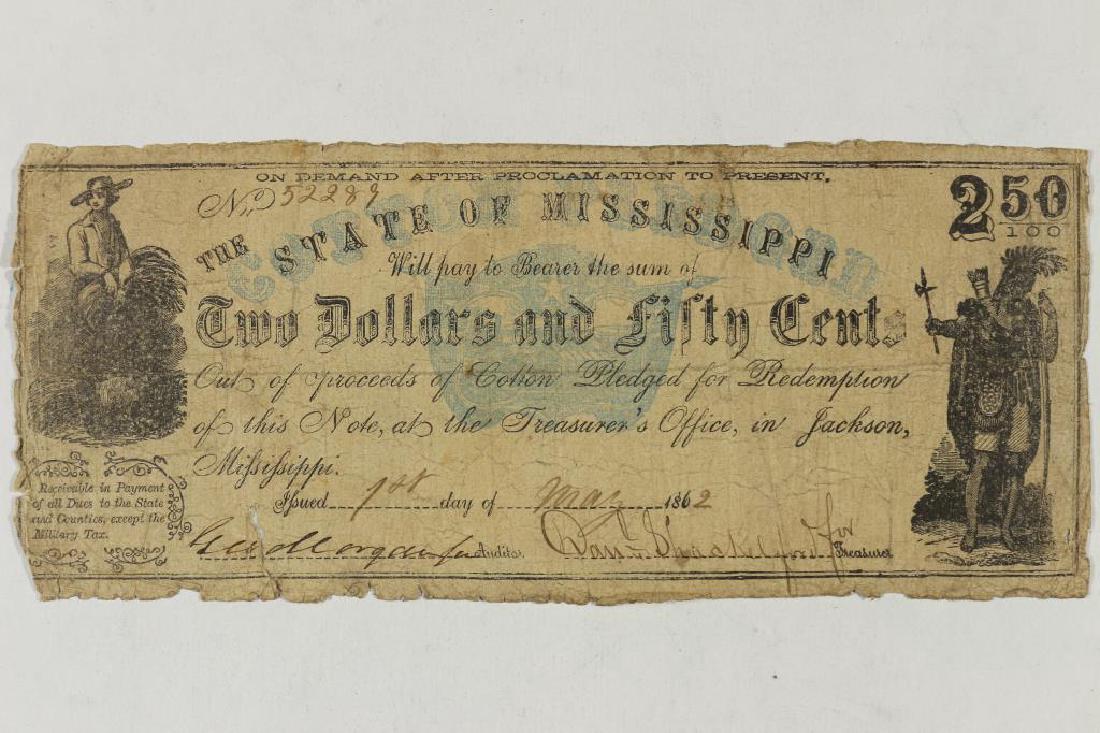 ON DEMAND AFTER PROCLAMATION TO PRESENT,
No 52289
2 50/100
THE STATE OF MISSISSIPPI
Will pay to Bearer the sum of
Two Dollars and Fifty Cents
Out of proceeds of Cotton Pledged for Redemption
of this Note, at the Treasurer's Office, in Jackson,
Mississippi.
Issued 1st day of May 1862
Receivable in Payment
of all Dues to the State
and Counties, except the
Military Tax.
Auditor
for Treasurer